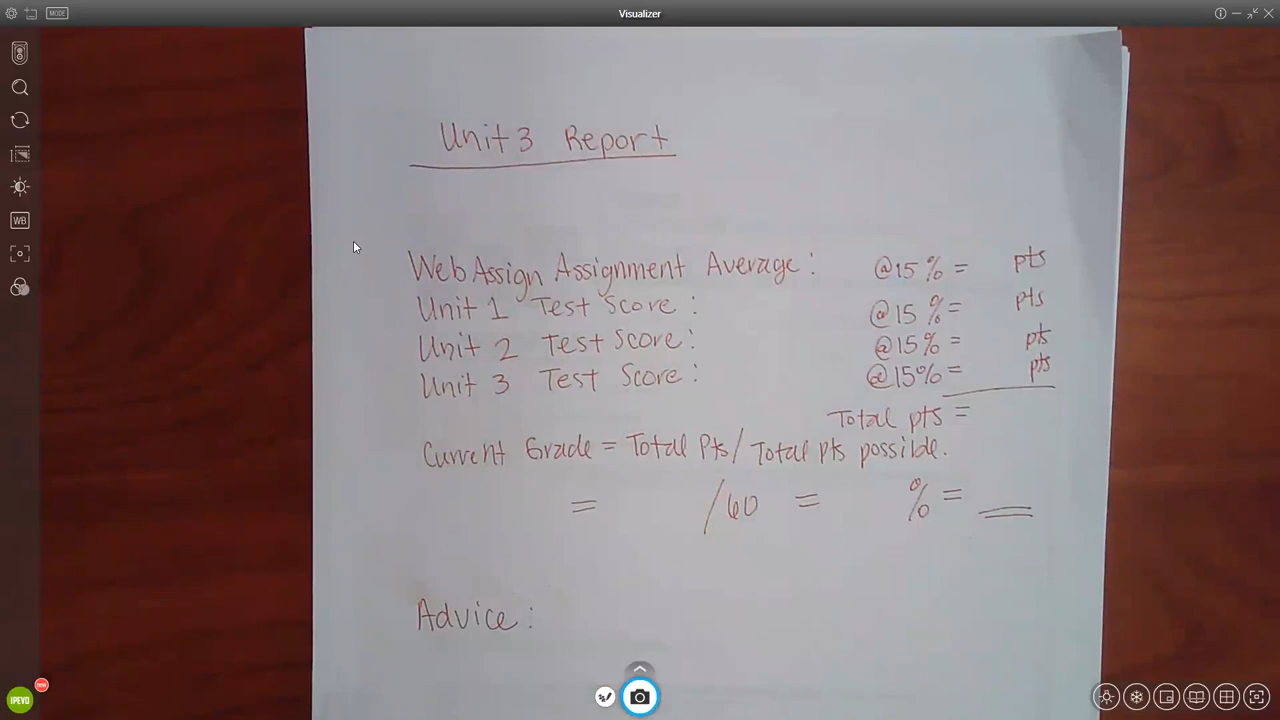 MODE
Visualizer
Unit 3 Report
WebAssign Assignment Average: @15% = pts
Unit 1 Test Score: @15% = pts
Unit 2 Test Score: @15% = pts
Unit 3 Test Score: @15% = pts
Total pts =
Current Grade = Total Pts/Total pts possible.
= /60 = % =
Advice:
WB
IPEVO
new